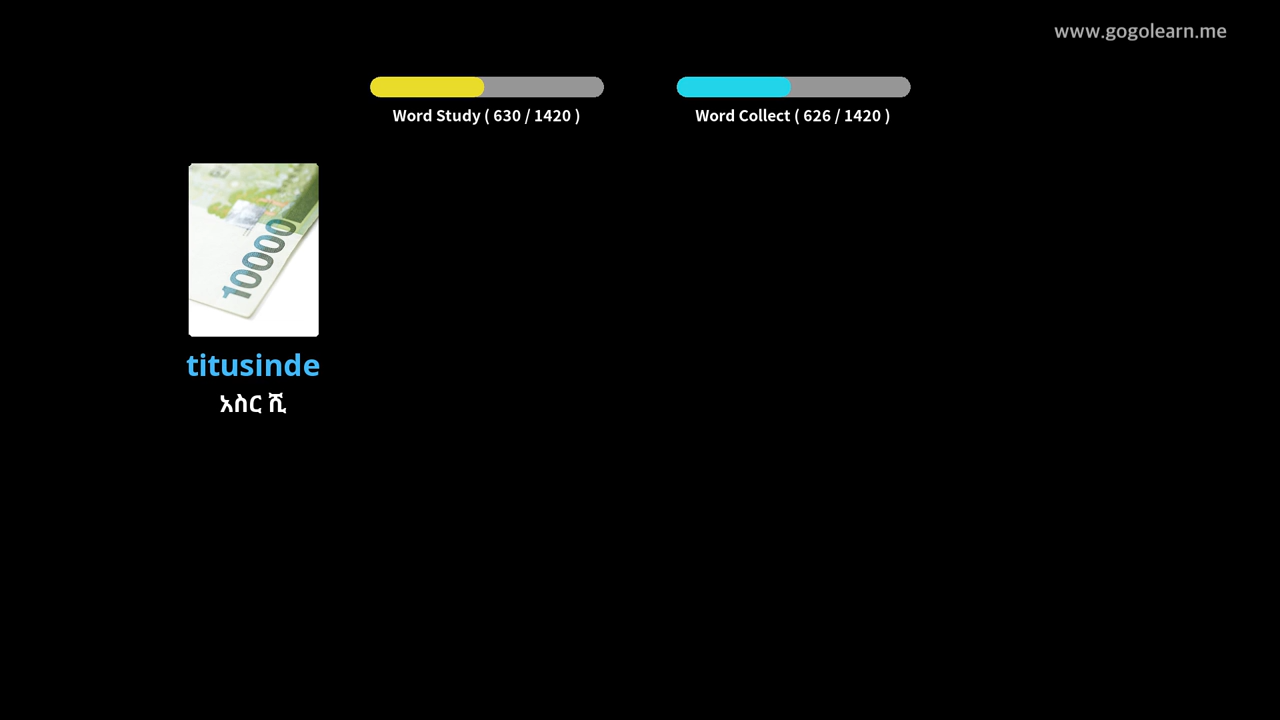 www.gogolearn.me
Word Study ( 630 / 1420 )
Word Collect ( 626 / 1420 )
10000
titusinde
አስር ሺ